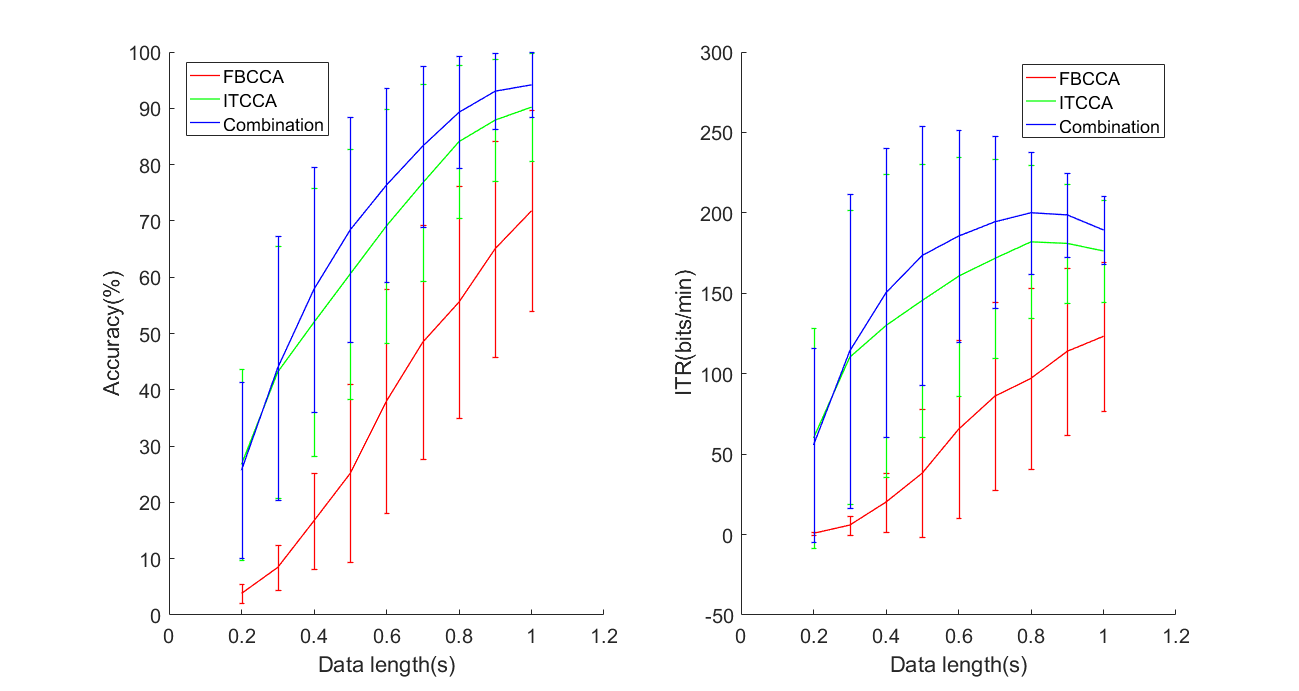 100
90
80
70
60
50
40
30
20
10
0
Accuracy(%)
FBCCA
ITCCA
Combination
0 0.2 0.4 0.6 0.8 1 1.2
Data length(s)
300
250
200
150
100
50
0
-50
ITR(bits/min)
FBCCA
ITCCA
Combination
0 0.2 0.4 0.6 0.8 1 1.2
Data length(s)